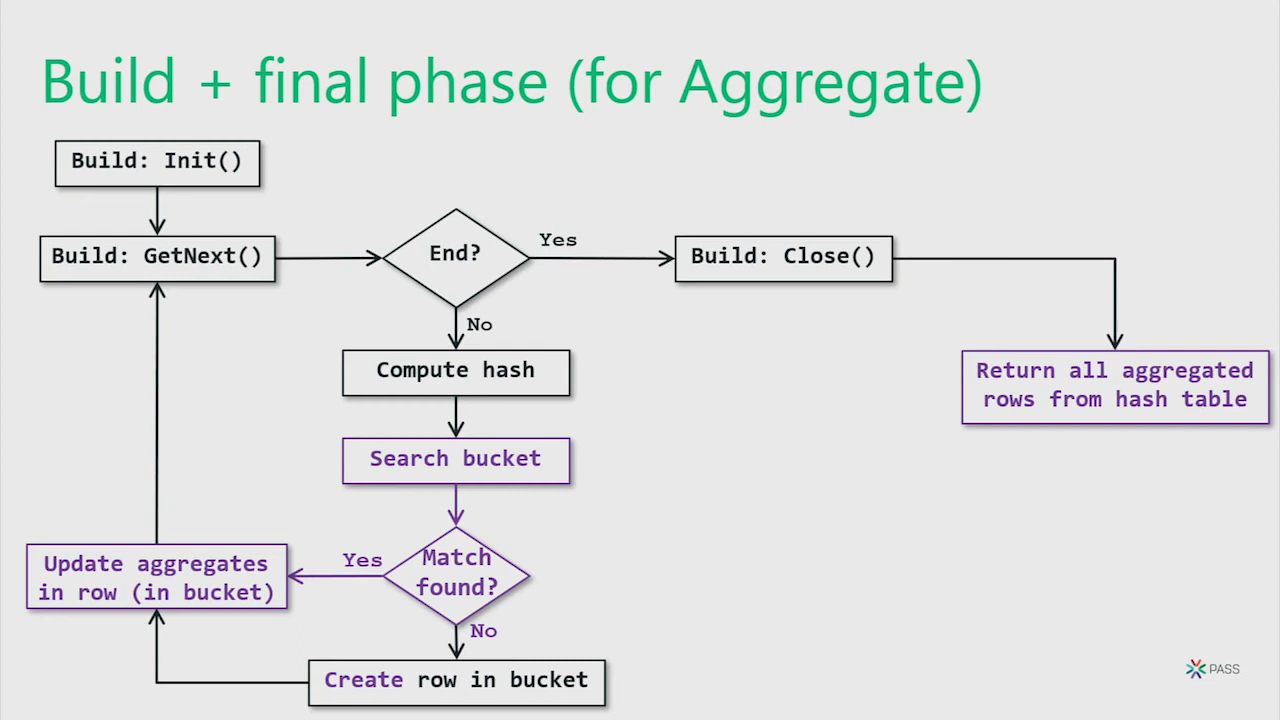 Build + final phase (for Aggregate)
Build: Init()
Build: GetNext()
End?
Yes
Build: Close()
No
Compute hash
Return all aggregated
rows from hash table
Search bucket
Match
found?
Yes
Update aggregates
in row (in bucket)
No
Create row in bucket
PASS